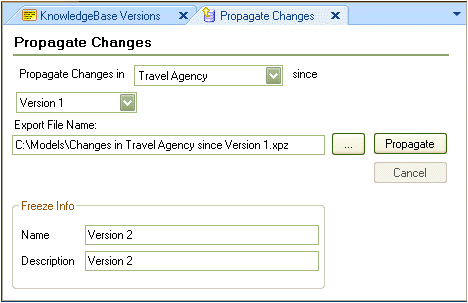 KnowledgeBase Versions
Propagate Changes
Propagate Changes
Propagate Changes in Travel Agency since
Version 1
Export File Name:
C:\Models\Changes in Travel Agency since Version 1.xpz ... Propagate
Cancel
Freeze Info
Name Version 2
Description Version 2